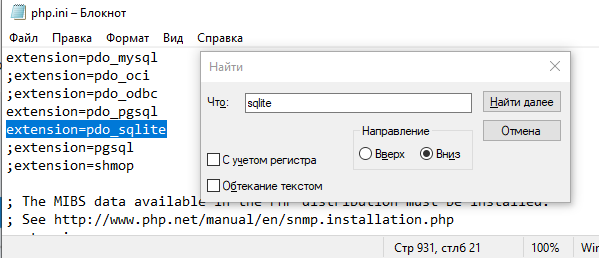 php.ini – Блокнот
Файл Правка Формат Вид Справка
extension=pdo_mysql
;extension=pdo_oci
;extension=pdo_odbc
extension=pdo_pgsql
extension=pdo_sqlite
;extension=pgsql
;extension=shmop
; The MIBS data available in the PHP distribution must be installed.
; See http://www.php.net/manual/en/snmp.installation.php
Найти
Что: sqlite
Найти далее
Отмена
Направление
Вверх Вниз
С учетом регистра
Обтекание текстом
Стр 931, стлб 21 100% Win